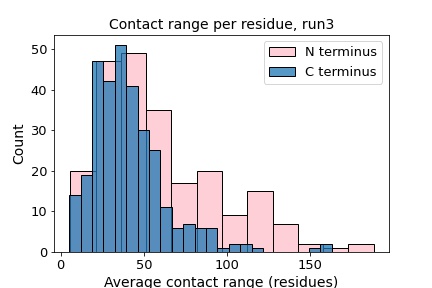 Contact range per residue, run3
N terminus
C terminus
Count
50
40
30
20
10
0
0 50 100 150
Average contact range (residues)